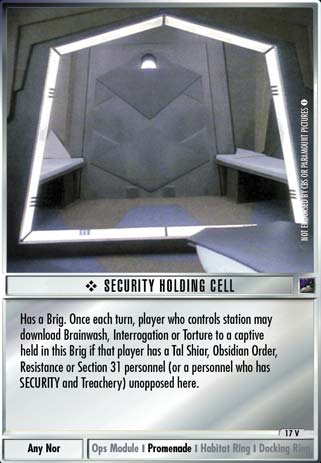 NOT ENDORSED BY CBS OR PARAMOUNT PICTURES
❖ SECURITY HOLDING CELL
Has a Brig. Once each turn, player who controls station may
download Brainwash, Interrogation or Torture to a captive
held in this Brig if that player has a Tal Shiar, Obsidian Order,
Resistance or Section 31 personnel (or a personnel who has
SECURITY and Treachery) unopposed here.
17 V
Any Nor
Ops Module | Promenade | Habitat Ring | Docking Ring